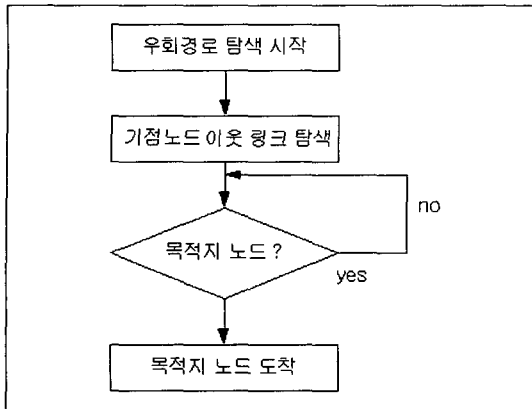 우회경로 탐색 시작
기점노드 이웃 링크 탐색
no
목적지 노드 ?
yes
목적지 노드 도착